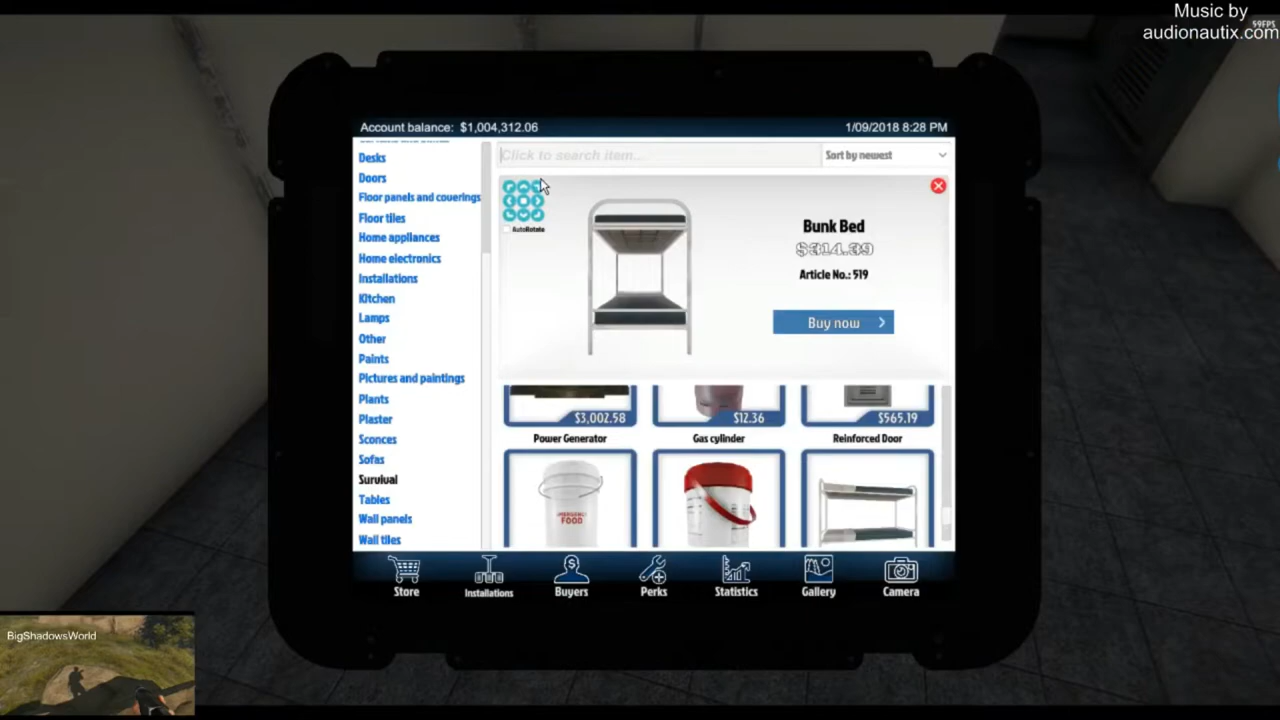 Music by
audionautix.com
59FPS
Account balance: $1,004,312.06
1/09/2018 8:28 PM
Desks
Doors
Floor panels and coverings
Floor tiles
Home appliances
Home electronics
Installations
Kitchen
Lamps
Other
Paints
Pictures and paintings
Plants
Plaster
Sconces
Sofas
Survival
Tables
Wall panels
Wall tiles
Click to search item...
Sort by newest
AutoRotate
Bunk Bed
$314.39
Article No.: 519
Buy now
$3,002.58
$12.36
$565.19
Power Generator
Gas cylinder
Reinforced Door
EMERGENCY
FOOD
Store
Installations
Buyers
Perks
Statistics
Gallery
Camera
BigShadowsWorld